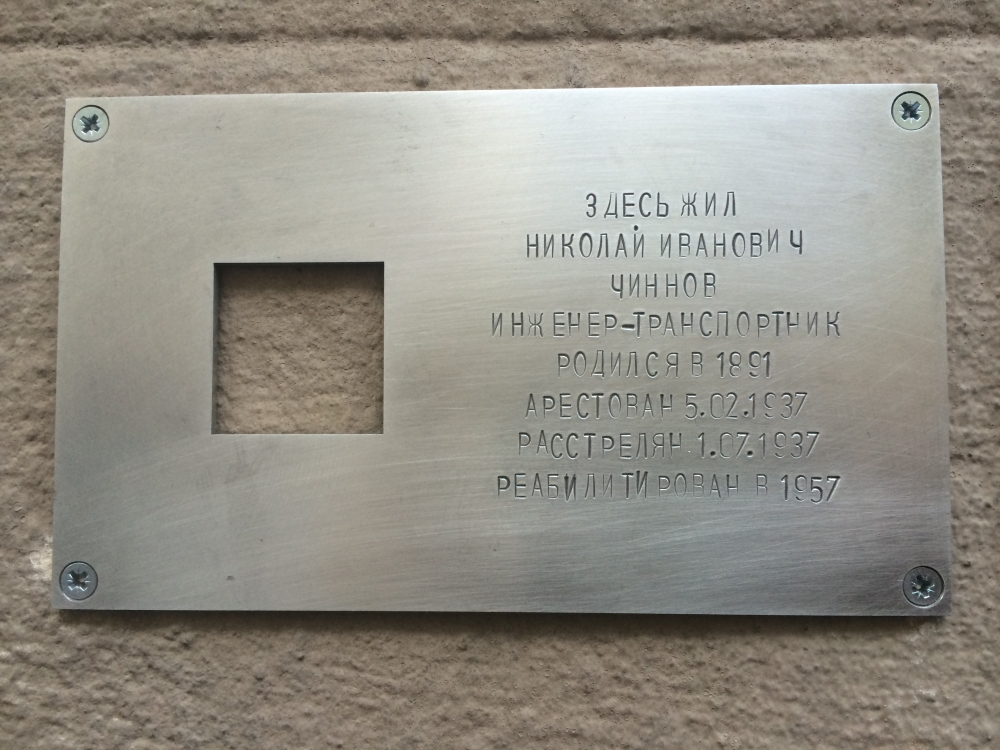 ЗДЕСЬ ЖИЛ
НИКОЛАЙ ИВАНОВИЧ
ЧИННОВ
ИНЖЕНЕР-ТРАНСПОРТНИК
РОДИЛСЯ В 1891
АРЕСТОВАН 5.02.1937
РАССТРЕЛЯН 1.07.1937
РЕАБИЛИТИРОВАН В 1957